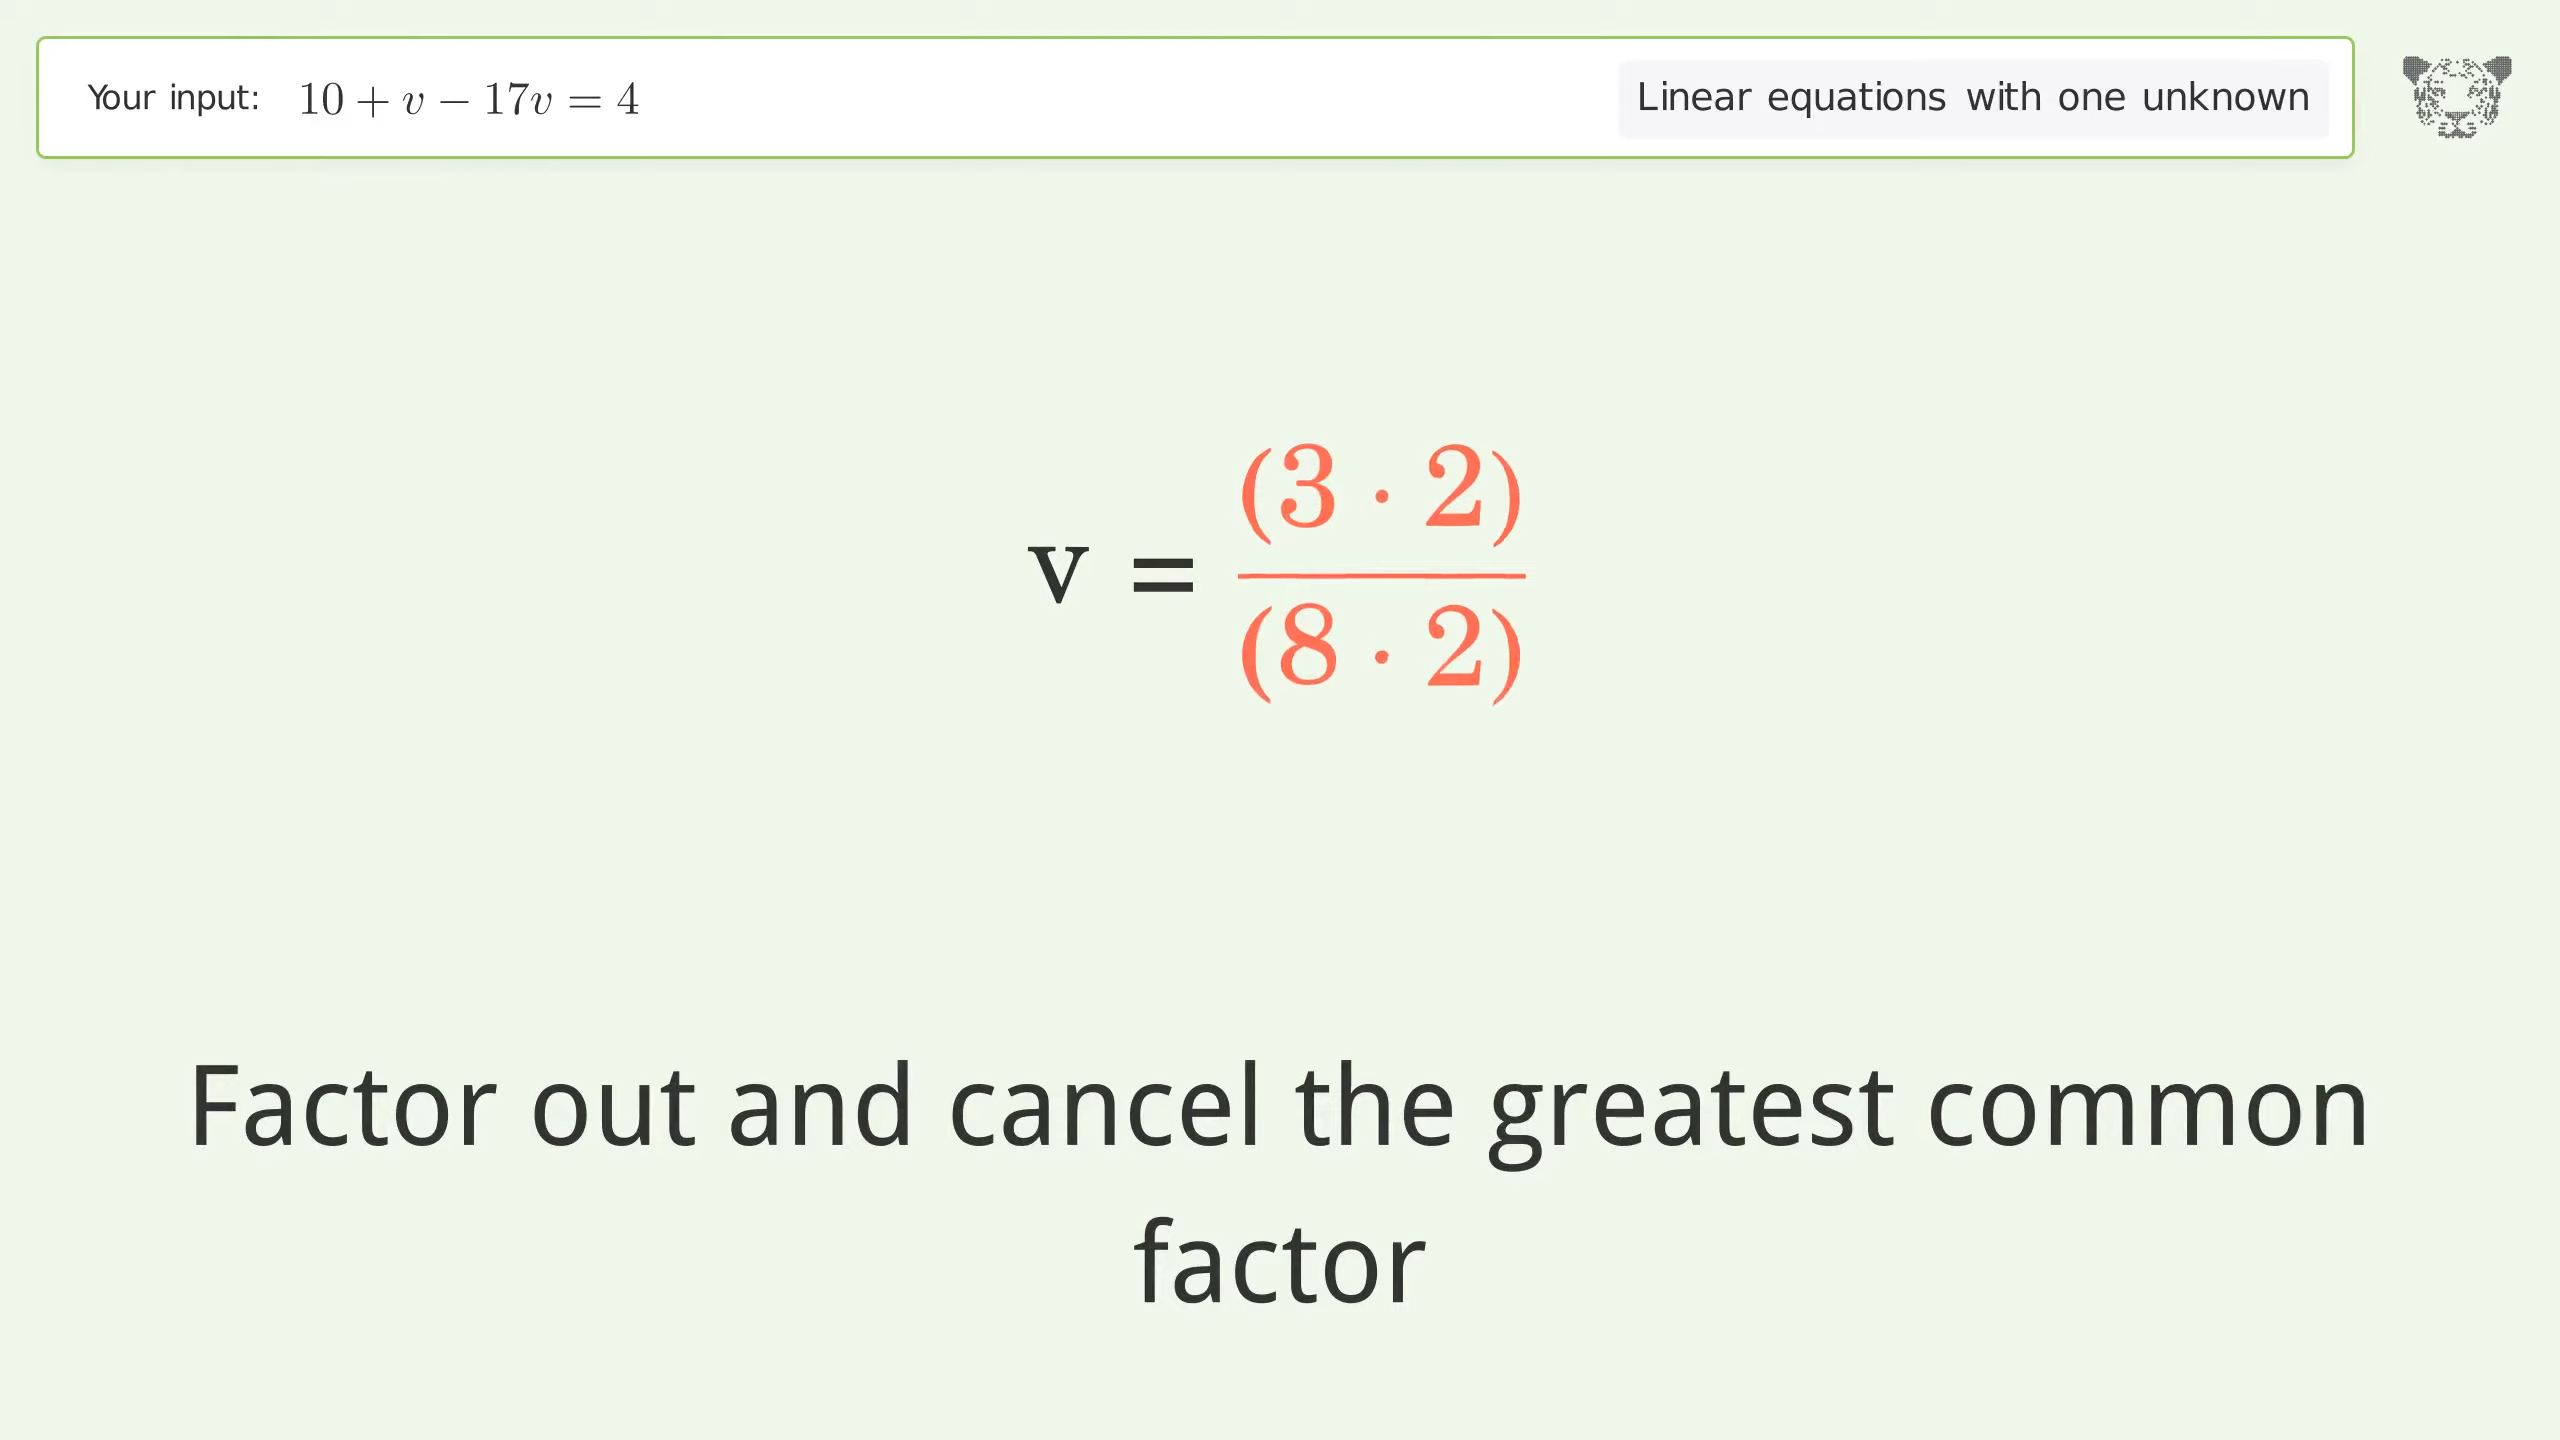 Your input: 10 + v − 17v = 4
Linear equations with one unknown
v = (3 · 2)
(8 · 2)
Factor out and cancel the greatest common
factor